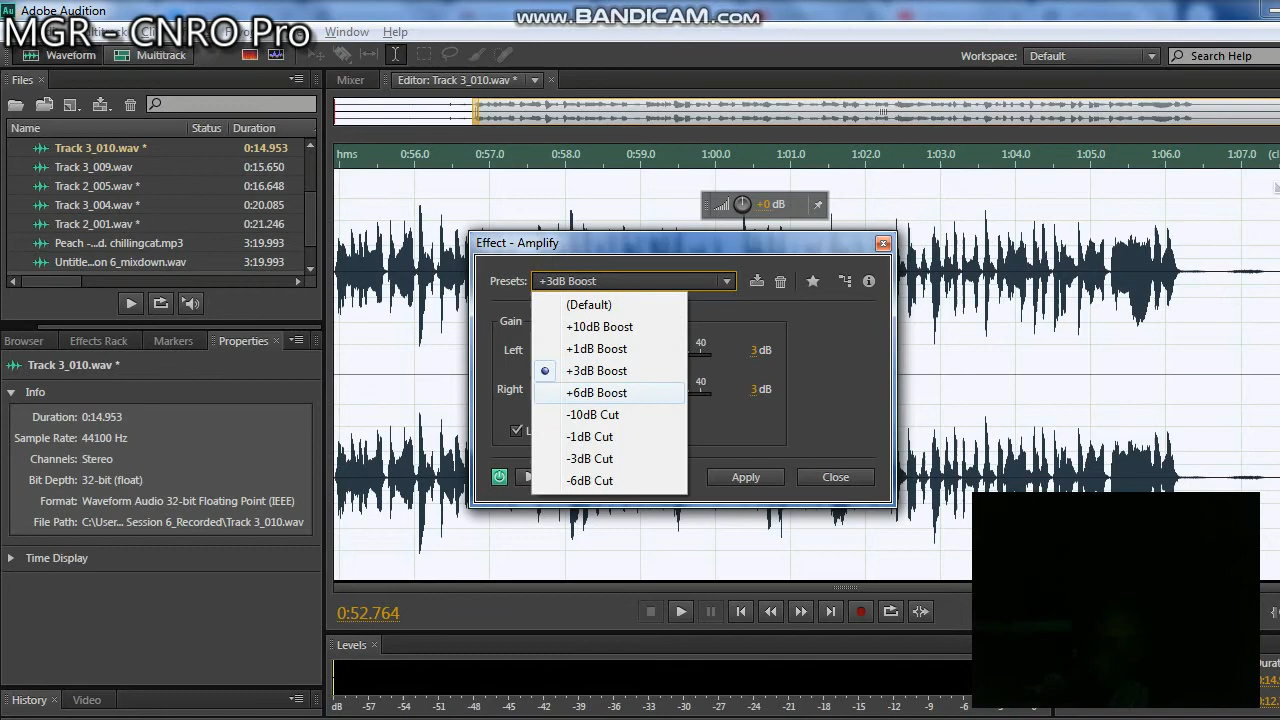 Adobe Audition
www.BANDICAM.com
MGR - CNRO Pro
Window
Help
Waveform
Multitrack
Workspace: Default
Search Help
Files
Mixer
Editor: Track 3_010.wav *
Name Status Duration
Track 3_010.wav * 0:14.953
Track 3_009.wav 0:15.650
Track 2_005.wav * 0:16.648
Track 3_004.wav * 0:20.085
Track 2_001.wav * 0:21.246
Peach -...d. chillingcat.mp3 3:19.993
Untitle...on 6_mixdown.wav 3:19.993
hms 0:56.0 0:57.0 0:58.0 0:59.0 1:00.0 1:01.0 1:02.0 1:03.0 1:04.0 1:05.0 1:06.0 1:07.0
+0 dB
Effect - Amplify
Presets: +3dB Boost
(Default)
+10dB Boost
+1dB Boost
+3dB Boost
+6dB Boost
-10dB Cut
-1dB Cut
-3dB Cut
-6dB Cut
Gain
Left 40 3 dB
Right 40 3 dB
L
Apply
Close
Browser Effects Rack Markers Properties
Track 3_010.wav *
Info
Duration: 0:14.953
Sample Rate: 44100 Hz
Channels: Stereo
Bit Depth: 32-bit (float)
Format: Waveform Audio 32-bit Floating Point (IEEE)
File Path: C:\User... Session 6_Recorded\Track 3_010.wav
Time Display
0:52.764
Levels
History
Video
dB -57 -54 -51 -48 -45 -42 -39 -36 -33 -30 -27 -24 -21 -18 -15 -12 -9